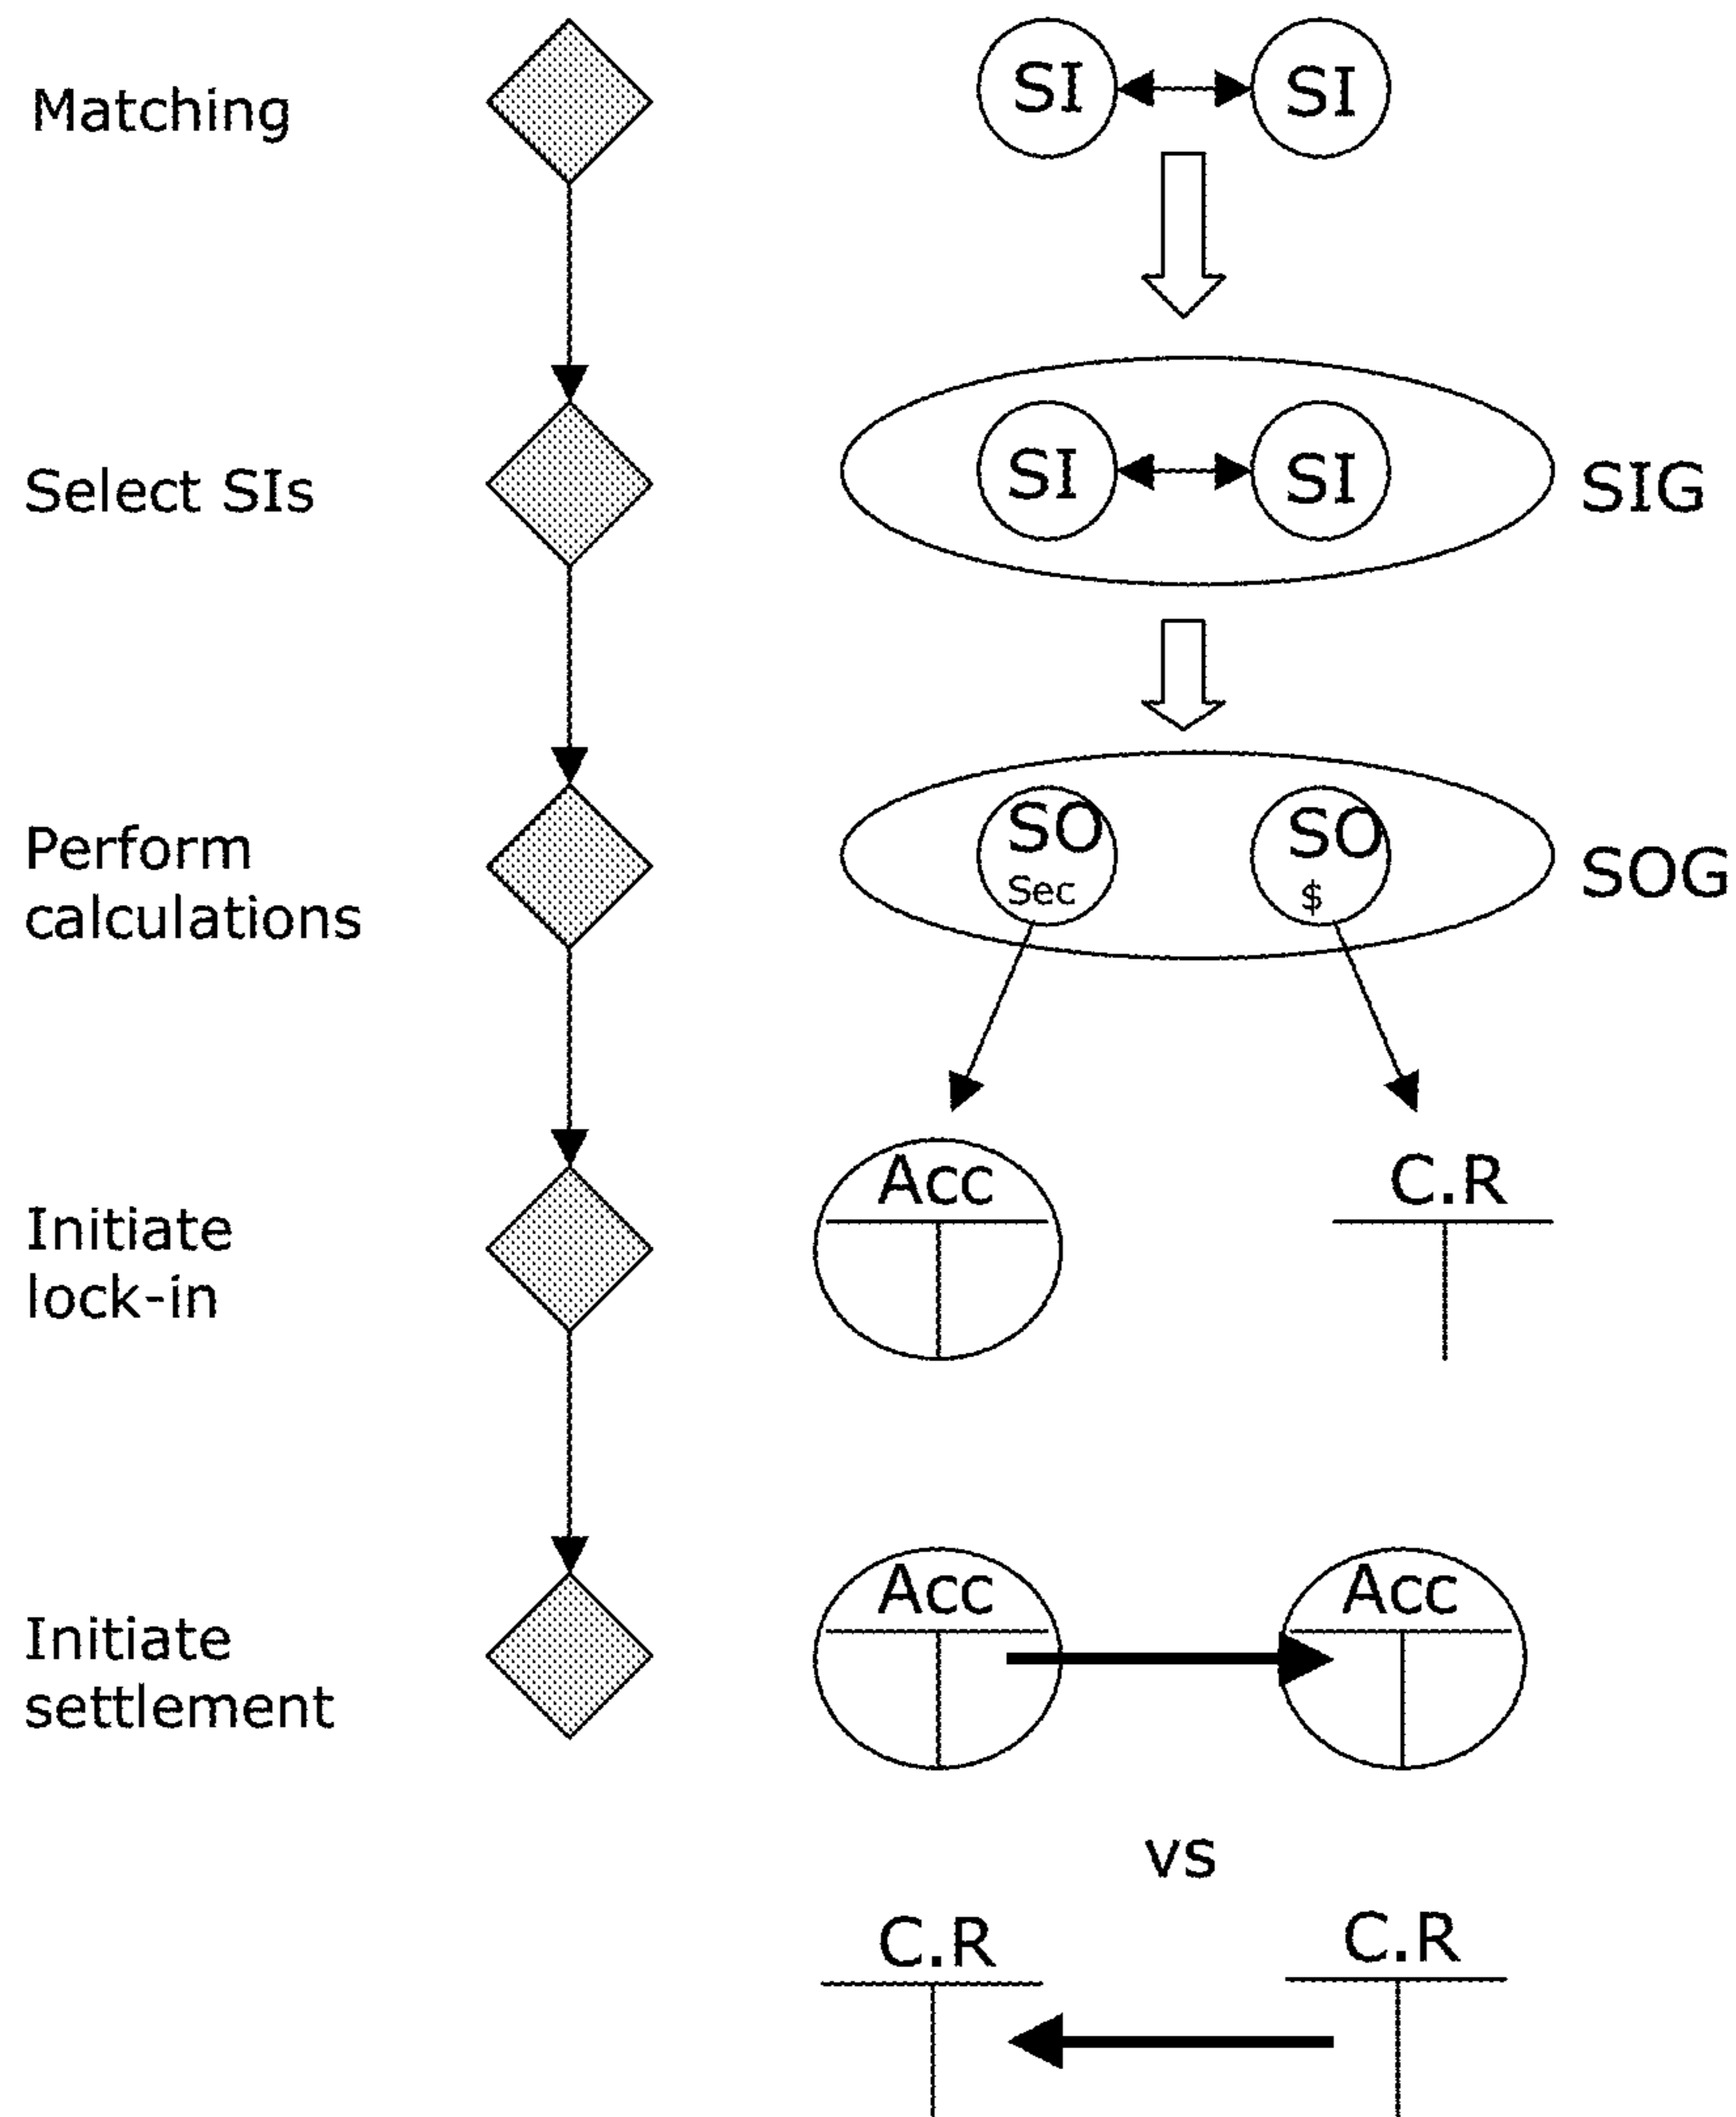 Matching
SI SI
Select SIs
SI SI
SIG
Perform
calculations
SO SO
Sec $
SOG
Initiate
lock-in
Acc C.R
Initiate
settlement
Acc Acc
vs
C.R C.R